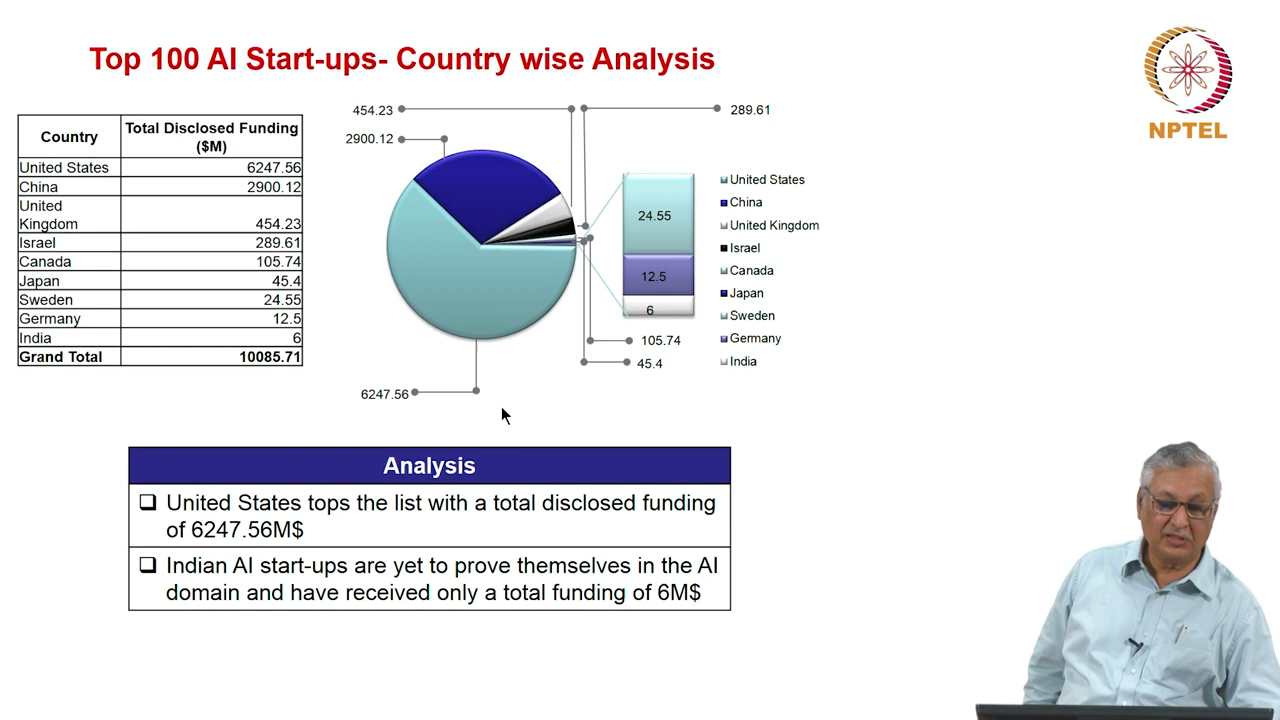 Top 100 AI Start-ups- Country wise Analysis
NPTEL
Country Total Disclosed Funding
($M)
United States 6247.56
China 2900.12
United
Kingdom 454.23
Israel 289.61
Canada 105.74
Japan 45.4
Sweden 24.55
Germany 12.5
India 6
Grand Total 10085.71
454.23
289.61
2900.12
24.55
12.5
6
105.74
45.4
6247.56
United States
China
United Kingdom
Israel
Canada
Japan
Sweden
Germany
India
Analysis
United States tops the list with a total disclosed funding
of 6247.56M$
Indian AI start-ups are yet to prove themselves in the AI
domain and have received only a total funding of 6M$